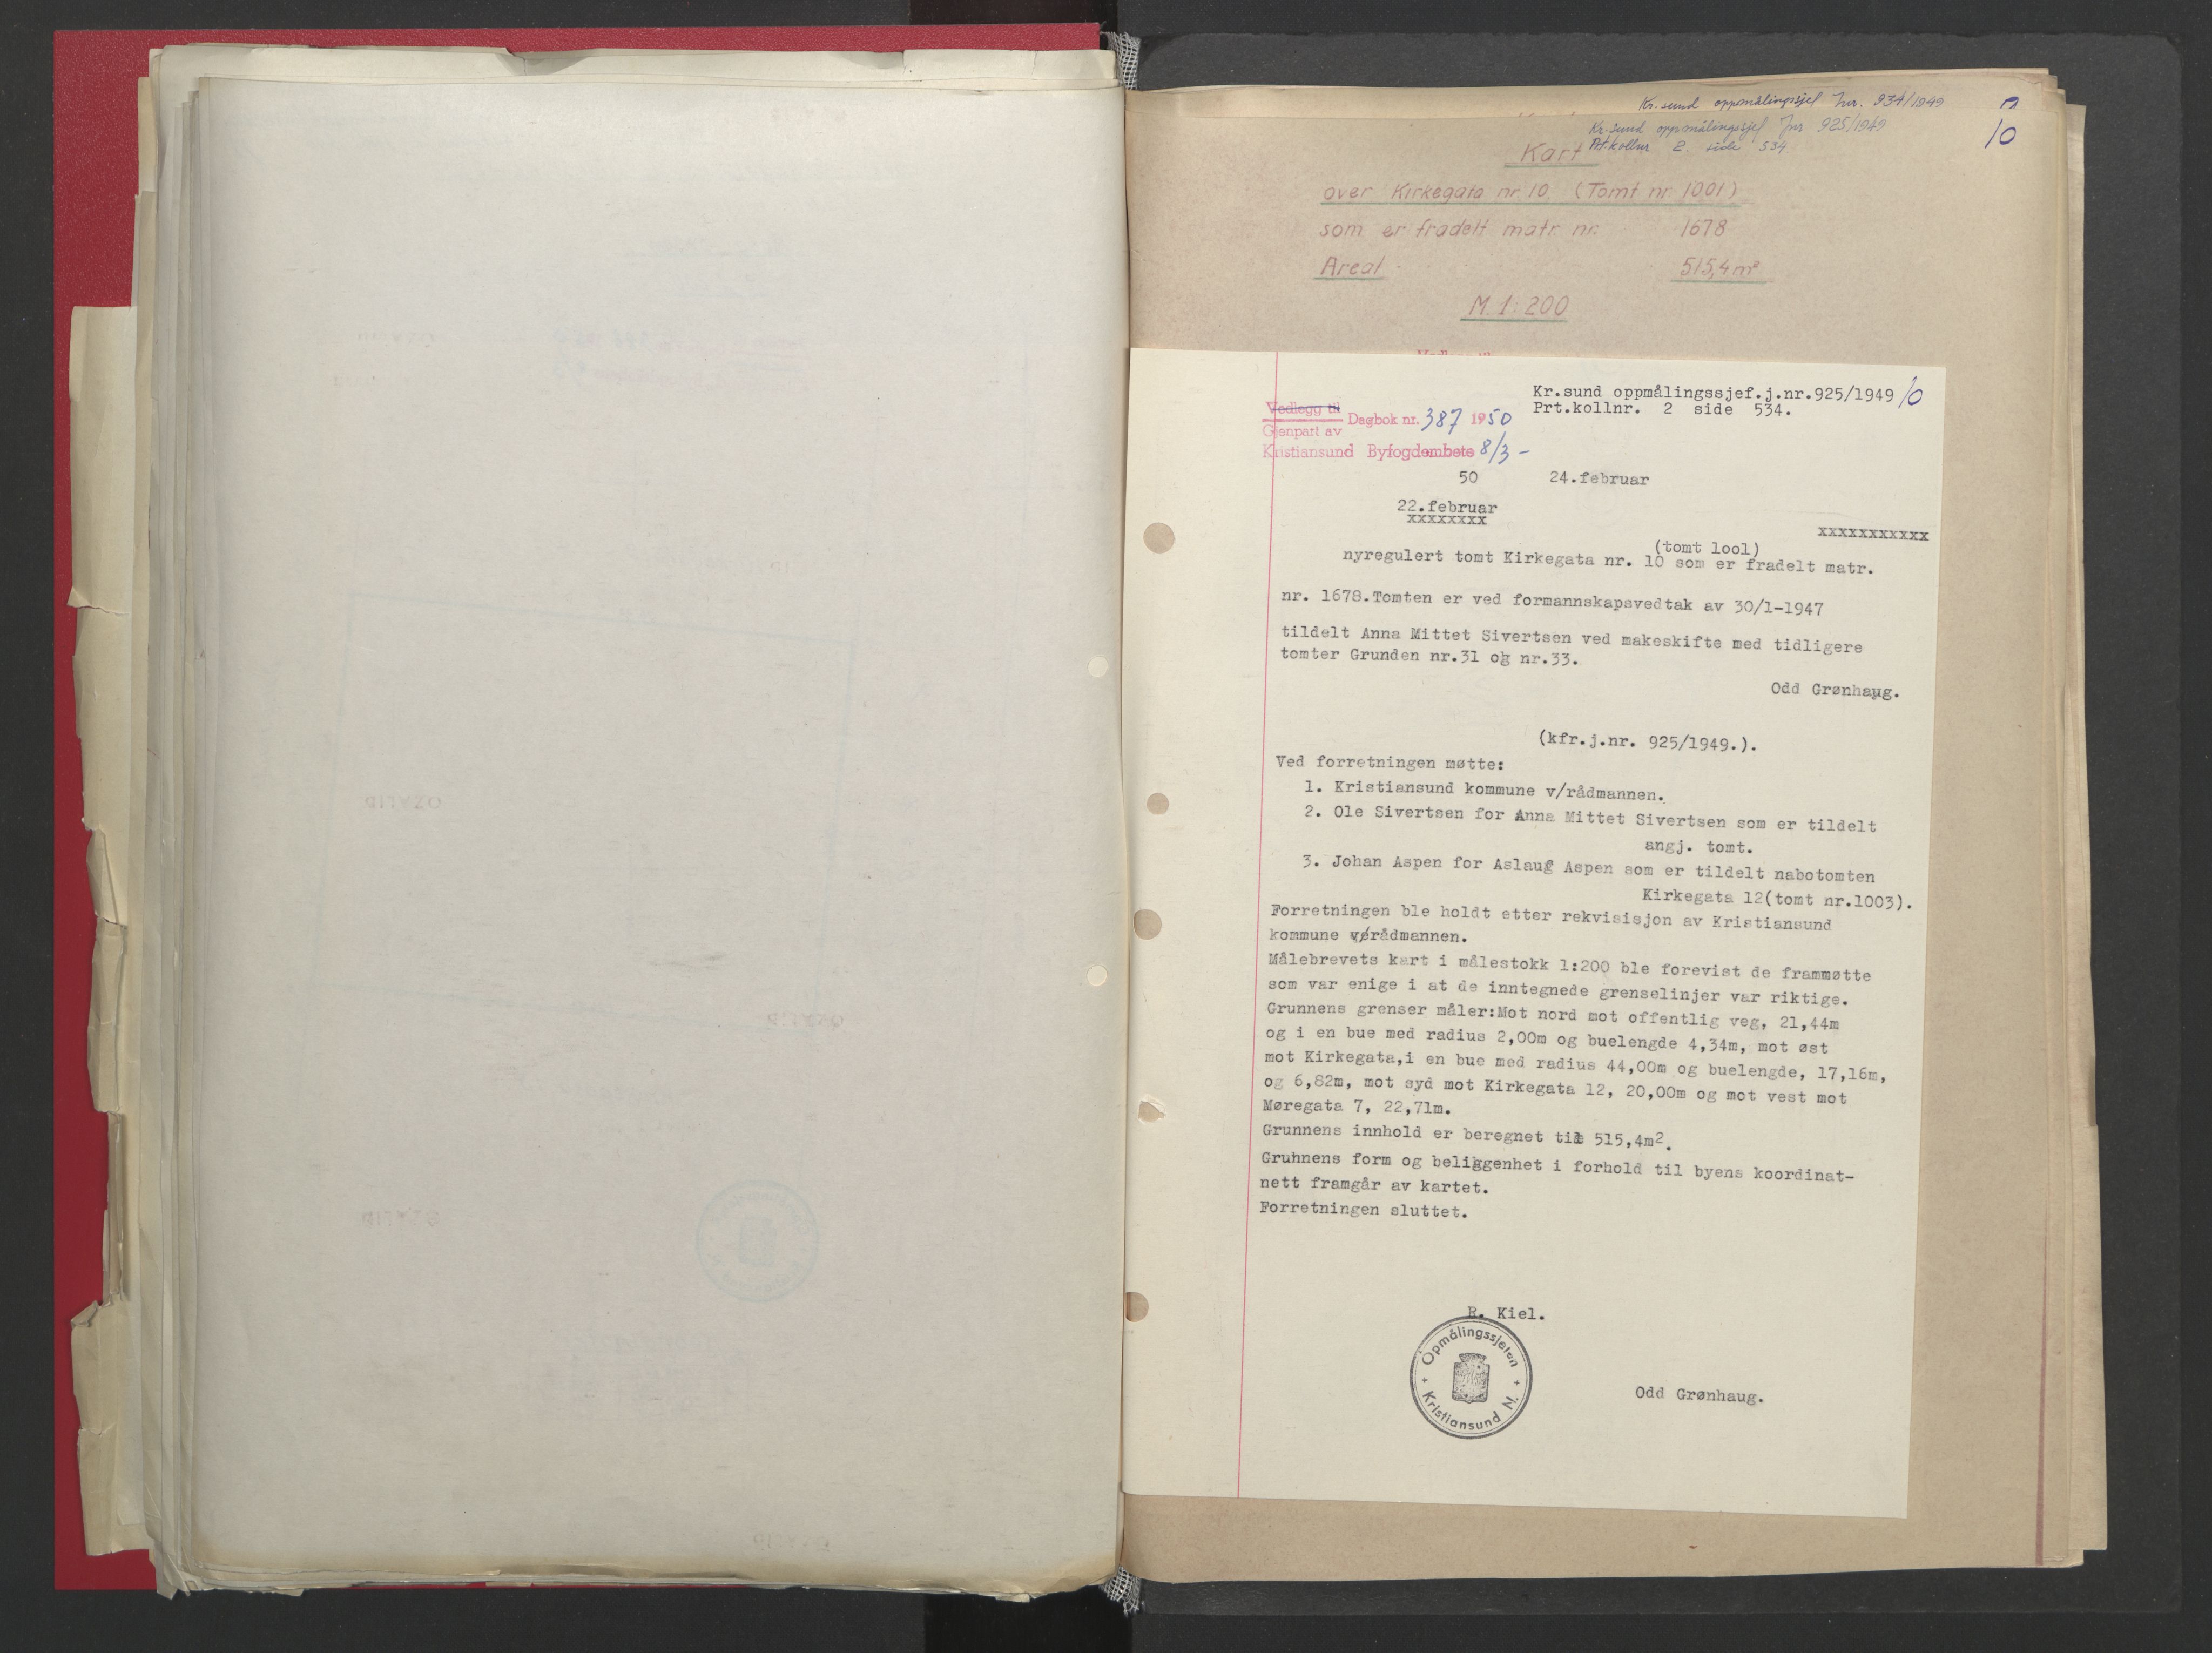 Kr.sund oppmålingssjef Jnr. 934/1949
Kr.sund oppmålingssjef Jnr 925/1949
Prt.kollnr 2. side 534.
10
Kart
over Kirkegata nr 10 (Tomt nr 1001)
som er fradelt matr. nr. 1678
Areal 515,4 m²
M. 1:200
Kr.sund oppmålingssjef.j.nr.925/1949 10
Prt.kollnr. 2 side 534.
Vedlegg til
Gjenpart av Dagbok nr. 387 1950
Kristiansund Byfogdembete 8/3 -
50 24.februar
22.februar
xxxxxxxx
xxxxxxxxxxx
(tomt lool)
nyregulert tomt Kirkegata nr. 10 som er fradelt matr.
nr. 1678.Tomten er ved formannskapsvedtak av 30/1-1947
tildelt Anna Mittet Sivertsen ved makeskifte med tidligere
tomter Grunden nr.31 og nr.33.
Odd Grønhaug.
(kfr.j.nr. 925/1949.).
Ved forretningen møtte:
1. Kristiansund kommune v/rådmannen.
2. Ole Sivertsen for Anna Mittet Sivertsen som er tildelt
angj. tomt.
3. Johan Aspen for Aslaug Aspen som er tildelt nabotomten
Kirkegata 12(tomt nr.1003).
Forretningen ble holdt etter rekvisisjon av Kristiansund
kommune v/rådmannen.
Målebrevets kart i målestokk 1:200 ble forevist de frammøtte
som var enige i at de inntegnede grenselinjer var riktige.
Grunnens grenser måler:Mot nord mot offentlig veg, 21,44m
og i en bue med radius 2,00m og buelengde 4,34m, mot øst
mot Kirkegata,i en bue med radius 44,00m og buelengde, 17,16m,
og 6,82m, mot syd mot Kirkegata 12, 20,00m og mot vest mot
Møregata 7, 22,71m.
Grunnens innhold er beregnet til 515,4m2.
Grunnens form og beliggenhet i forhold til byens koordinat-
nett framgår av kartet.
Forretningen sluttet.
R. Kiel.
Opmålingssjefen
Kristiansund N.
Odd Grønhaug.